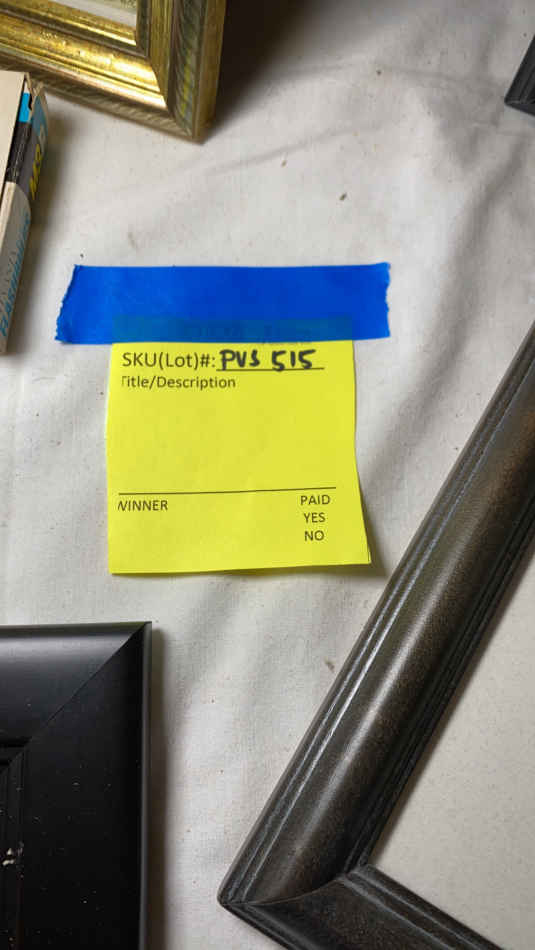 SKU(Lot)#: PVS 515
Title/Description
WINNER
PAID
YES
NO